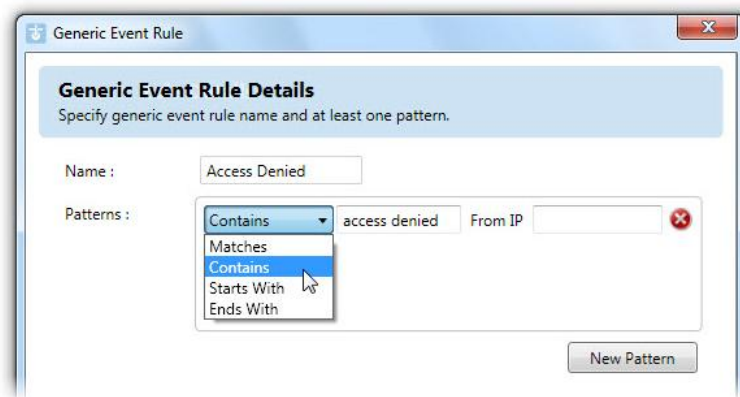 Generic Event Rule
Generic Event Rule Details
Specify generic event rule name and at least one pattern.
Name : Access Denied
Patterns : Contains access denied From IP
Matches
Contains
Starts With
Ends With
New Pattern